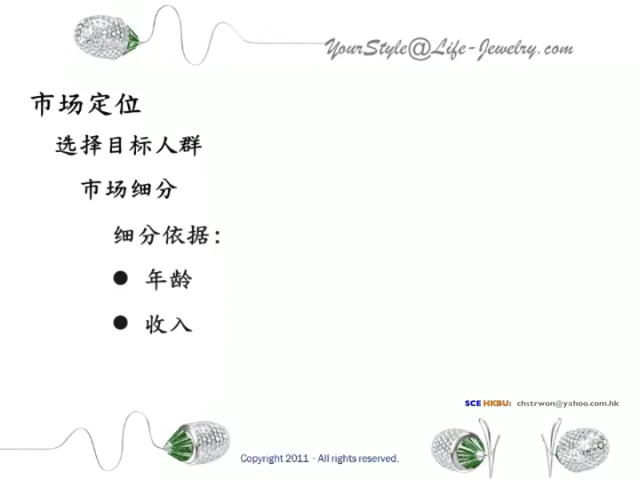 YourStyle@Life-Jewelry.com
市场定位
选择目标人群
市场细分
细分依据：
● 年龄
● 收入
SCE HKBU: chstrwon@yahoo.com.hk
Copyright 2011 · All rights reserved.